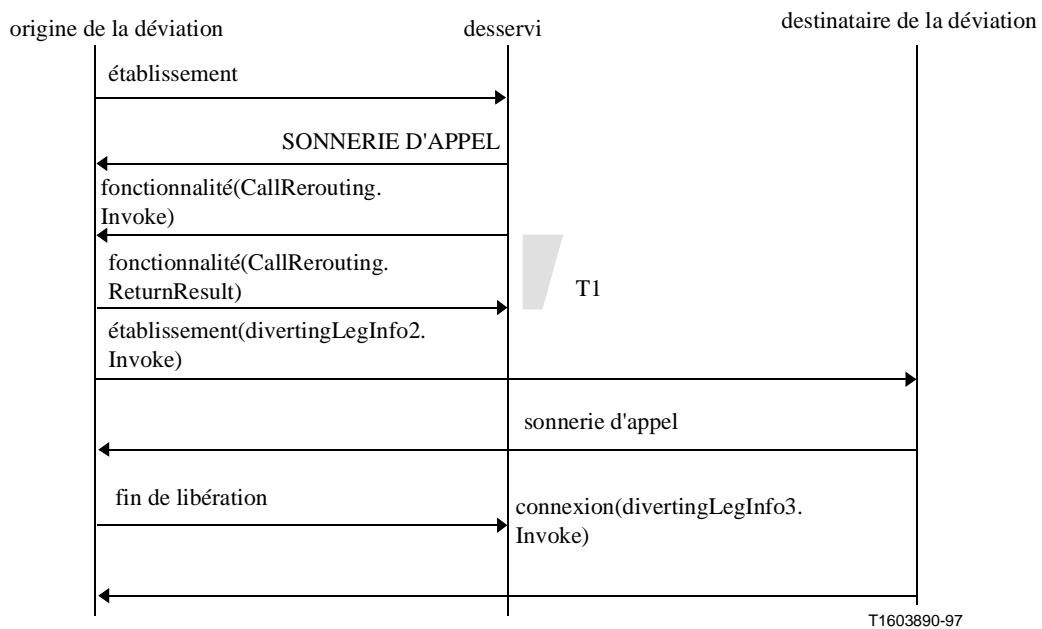 origine de la déviation
desservi
destinataire de la déviation
établissement
SONNERIE D'APPEL
fonctionnalité(CallRerouting.
Invoke)
fonctionnalité(CallRerouting.
ReturnResult)
T1
établissement(divertingLegInfo2.
Invoke)
sonnerie d'appel
fin de libération
connexion(divertingLegInfo3.
Invoke)
T1603890-97